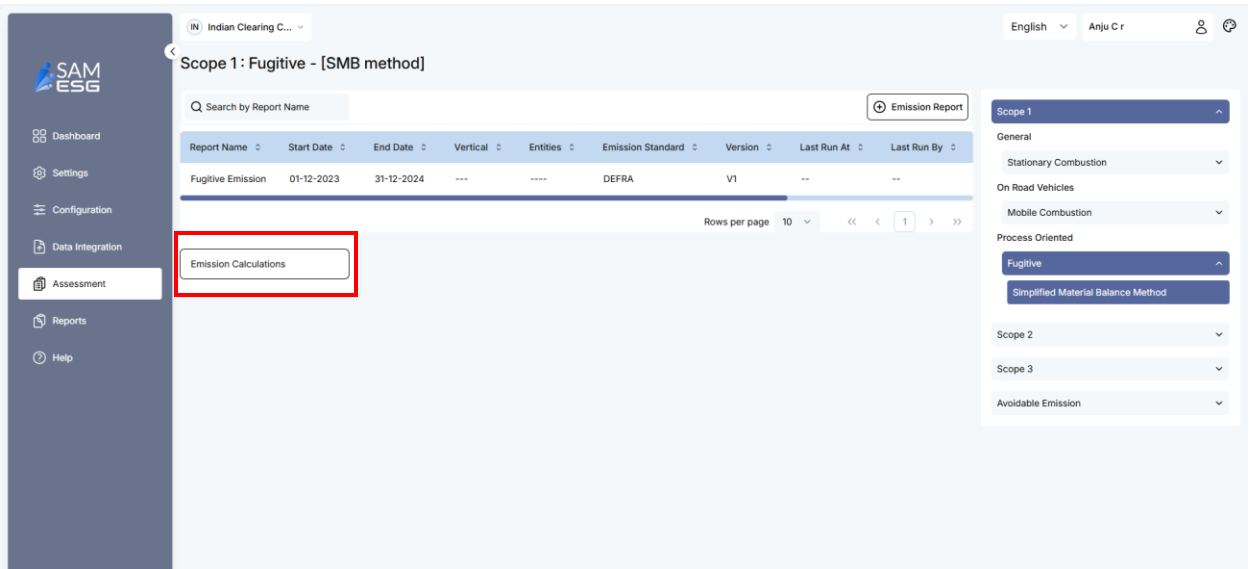 IN Indian Clearing C...
English
Anju C r
SAM
ESG
Dashboard
Settings
Configuration
Data Integration
Assessment
Reports
Help
Scope 1 : Fugitive - [SMB method]
Search by Report Name
Emission Report
Report Name Start Date End Date Vertical Entities Emission Standard Version Last Run At Last Run By
Fugitive Emission 01-12-2023 31-12-2024 --- ---- DEFRA V1 -- --
Rows per page 10 << < 1 > >>
Emission Calculations
Scope 1
General
Stationary Combustion
On Road Vehicles
Mobile Combustion
Process Oriented
Fugitive
Simplified Material Balance Method
Scope 2
Scope 3
Avoidable Emission